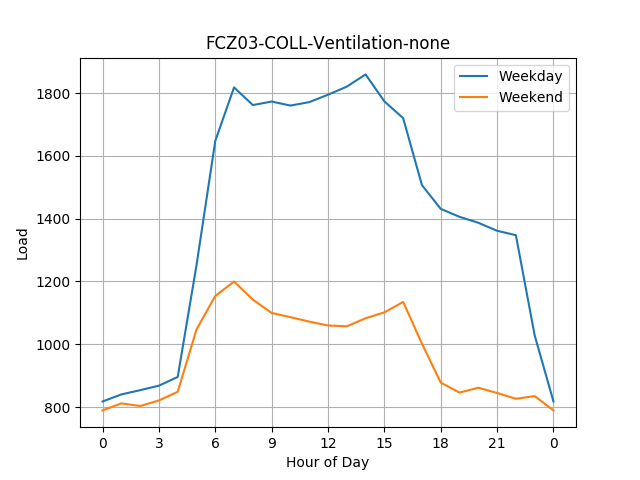 FCZ03-COLL-Ventilation-none
Weekday
Weekend
Load
1800
1600
1400
1200
1000
800
0 3 6 9 12 15 18 21 0
Hour of Day